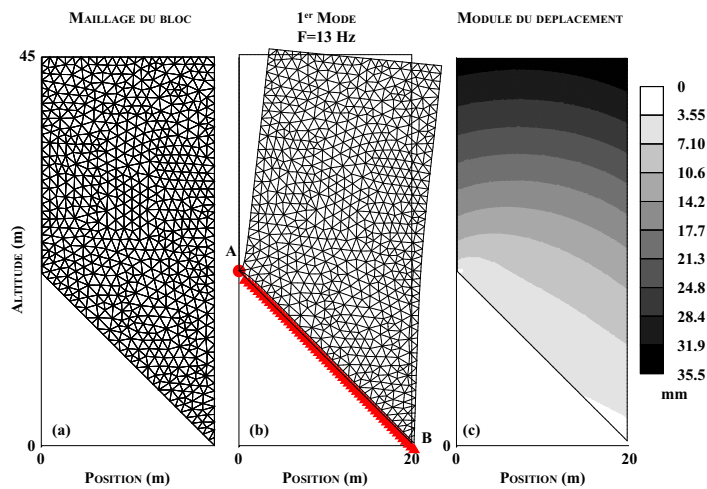 MAILLAGE DU BLOC
1er MODE
F=13 Hz
MODULE DU DEPLACEMENT
45
ALTITUDE (m)
0
(a)
0
POSITION (m)
A
B
(b)
0
20
POSITION (m)
(c)
0
20
POSITION (m)
0
3.55
7.10
10.6
14.2
17.7
21.3
24.8
28.4
31.9
35.5
mm